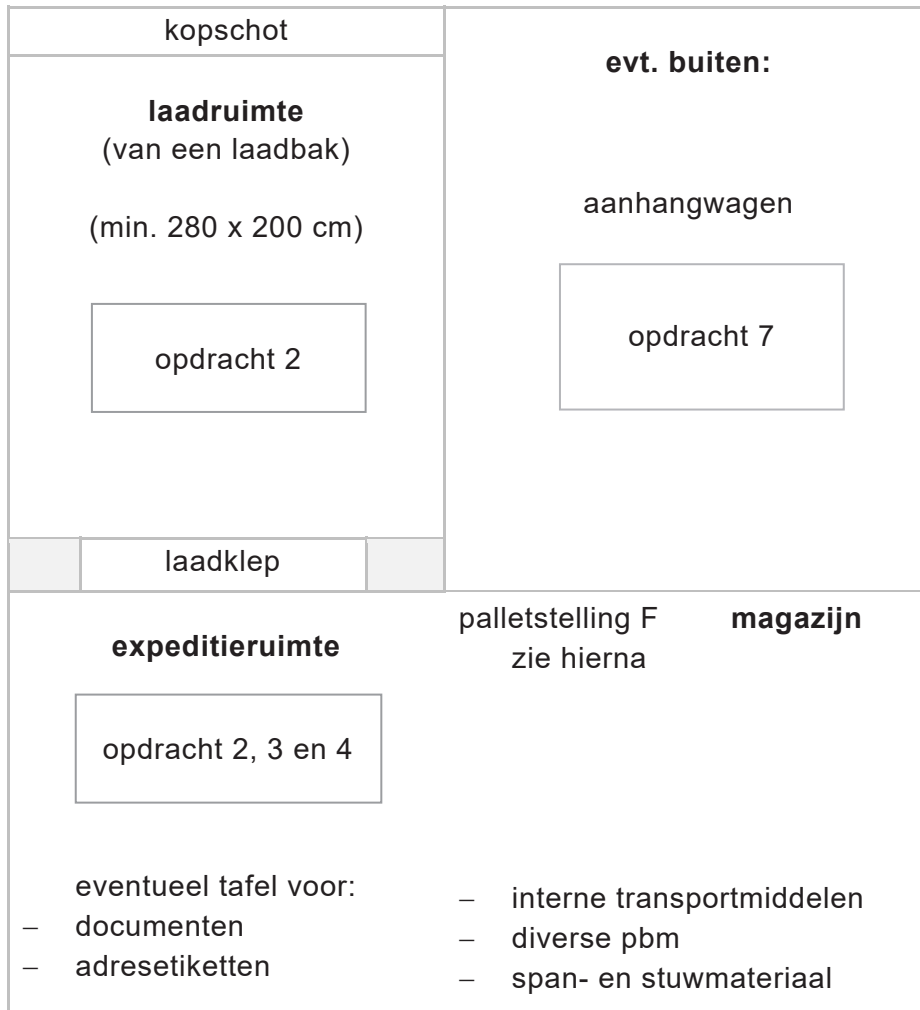 kopschot
laadruimte
(van een laadbak)
(min. 280 x 200 cm)
opdracht 2
laadklep
evt. buiten:
aanhangwagen
opdracht 7
expeditieruimte
opdracht 2, 3 en 4
eventueel tafel voor:
– documenten
– adresetiketten
palletstelling F magazijn
zie hierna
– interne transportmiddelen
– diverse pbm
– span- en stuwmateriaal